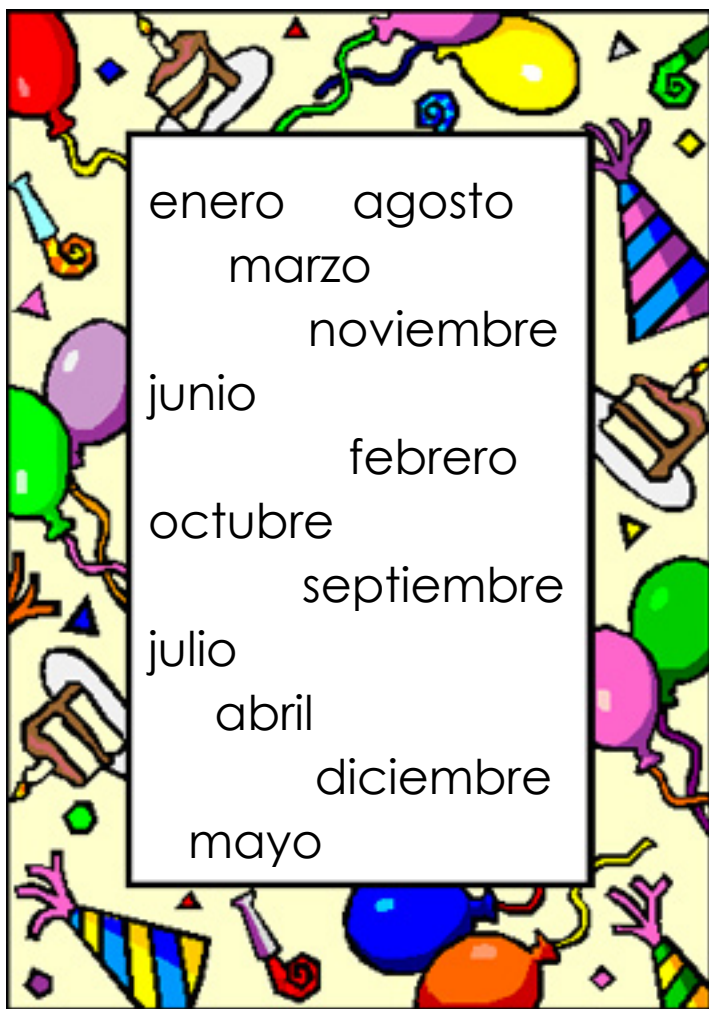 enero agosto
marzo
noviembre
junio
febrero
octubre
septiembre
julio
abril
diciembre
mayo